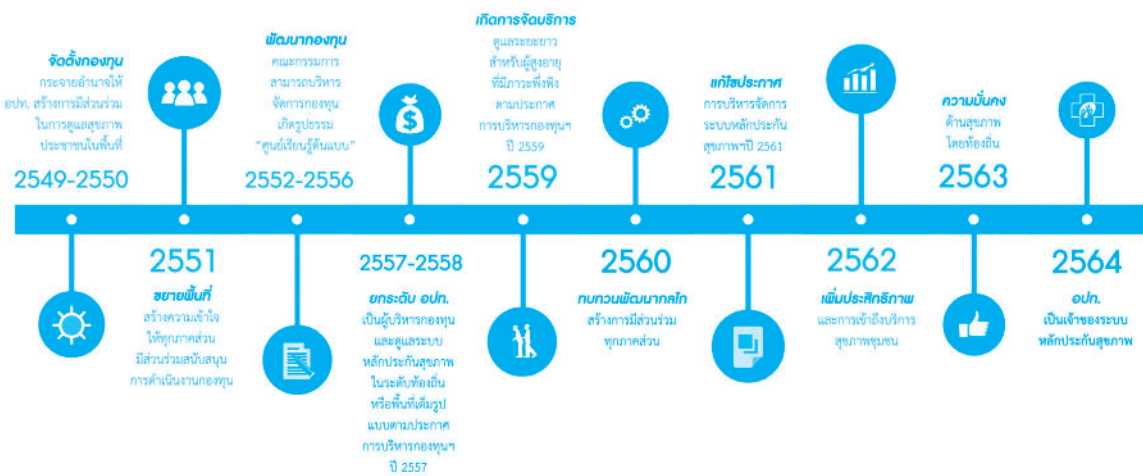 จัดตั้งกองทุน
กระจายอำนาจให้
อปท. สร้างการมีส่วนร่วม
ในการดูแลสุขภาพ
ประชาชนในพื้นที่
2549-2550
2551
ขยายพื้นที่
สร้างความเข้าใจ
ให้ทุกภาคส่วน
มีส่วนร่วมสนับสนุน
การดำเนินงานกองทุน
พัฒนากองทุน
คณะกรรมการ
สามารถบริหาร
จัดการกองทุน
เกิดรูปธรรม
"ศูนย์เรียนรู้ต้นแบบ"
2552-2556
2557-2558
ยกระดับ อปท.
เป็นผู้บริหารกองทุน
และดูแลระบบ
หลักประกันสุขภาพ
ในระดับท้องถิ่น
หรือพื้นที่เต็มรูป
แบบตามประกาศ
การบริหารกองทุนฯ
ปี 2557
เกิดการจัดบริการ
ดูแลระยะยาว
สำหรับผู้สูงอายุ
ที่มีภาวะพึ่งพิง
ตามประกาศ
การบริหารกองทุนฯ
ปี 2559
2559
2560
ทบทวนพัฒนากลไก
สร้างการมีส่วนร่วม
ทุกภาคส่วน
แก้ไขประกาศ
การบริหารจัดการ
ระบบหลักประกัน
สุขภาพฯปี 2561
2561
2562
เพิ่มประสิทธิภาพ
และการเข้าถึงบริการ
สุขภาพชุมชน
ความมั่นคง
ด้านสุขภาพ
โดยท้องถิ่น
2563
2564
อปท.
เป็นเจ้าของระบบ
หลักประกันสุขภาพ